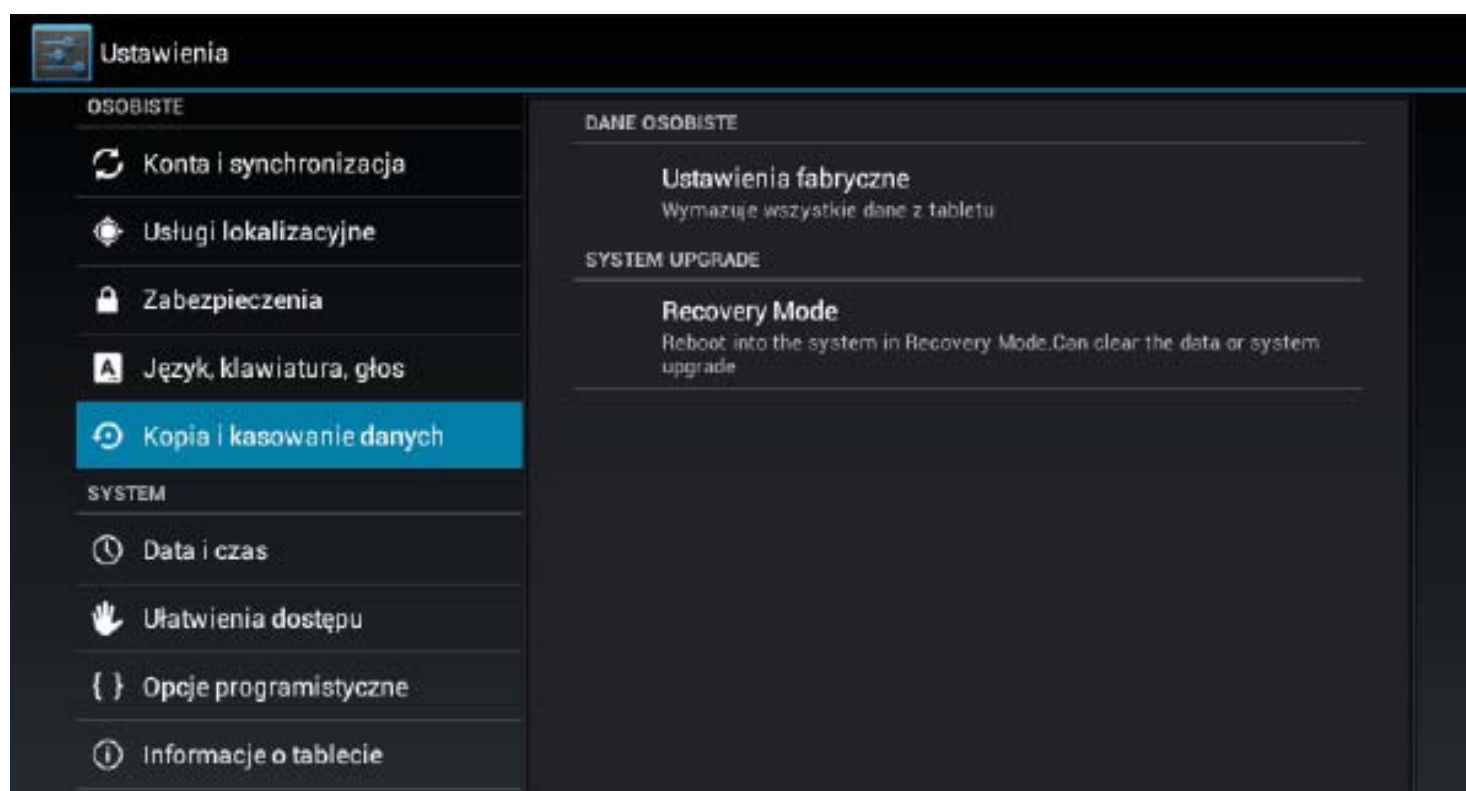 Ustawienia
OSOBISTE
Konta i synchronizacja
Usługi lokalizacyjne
Zabezpieczenia
Język, klawiatura, głos
Kopia i kasowanie danych
SYSTEM
Data i czas
Ułatwienia dostępu
{ } Opcje programistyczne
Informacje o tablecie
DANE OSOBISTE
Ustawienia fabryczne
Wymazuje wszystkie dane z tabletu
SYSTEM UPGRADE
Recovery Mode
Reboot into the system in Recovery Mode.Can clear the data or system
upgrade